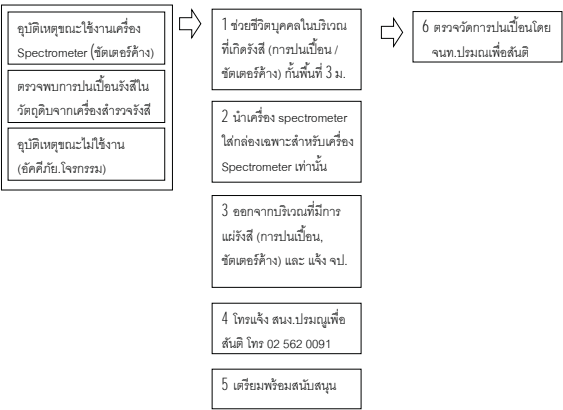 อุบัติเหตุขณะใช้งานเครื่อง
Spectrometer (ชัตเตอร์ค้าง)
ตรวจพบการปนเปื้อนรังสีใน
วัตถุดิบจากเครื่องสำรวจรังสี
อุบัติเหตุขณะไม่ใช้งาน
(อัคคีภัย.โจรกรรม)
1 ช่วยชีวิตบุคคลในบริเวณ
ที่เกิดรังสี (การปนเปื้อน /
ชัตเตอร์ค้าง) กั้นพื้นที่ 3 ม.
2 นำเครื่อง spectrometer
ใส่กล่องเฉพาะสำหรับเครื่อง
Spectrometer เท่านั้น
3 ออกจากบริเวณที่มีการ
แผ่รังสี (การปนเปื้อน,
ชัตเตอร์ค้าง) และ แจ้ง จป.
4 โทรแจ้ง สนง.ปรมณูเพื่อ
สันติ โทร 02 562 0091
5 เตรียมพร้อมสนับสนุน
6 ตรวจวัดการปนเปื้อนโดย
จนท.ปรมณเพื่อสันติ